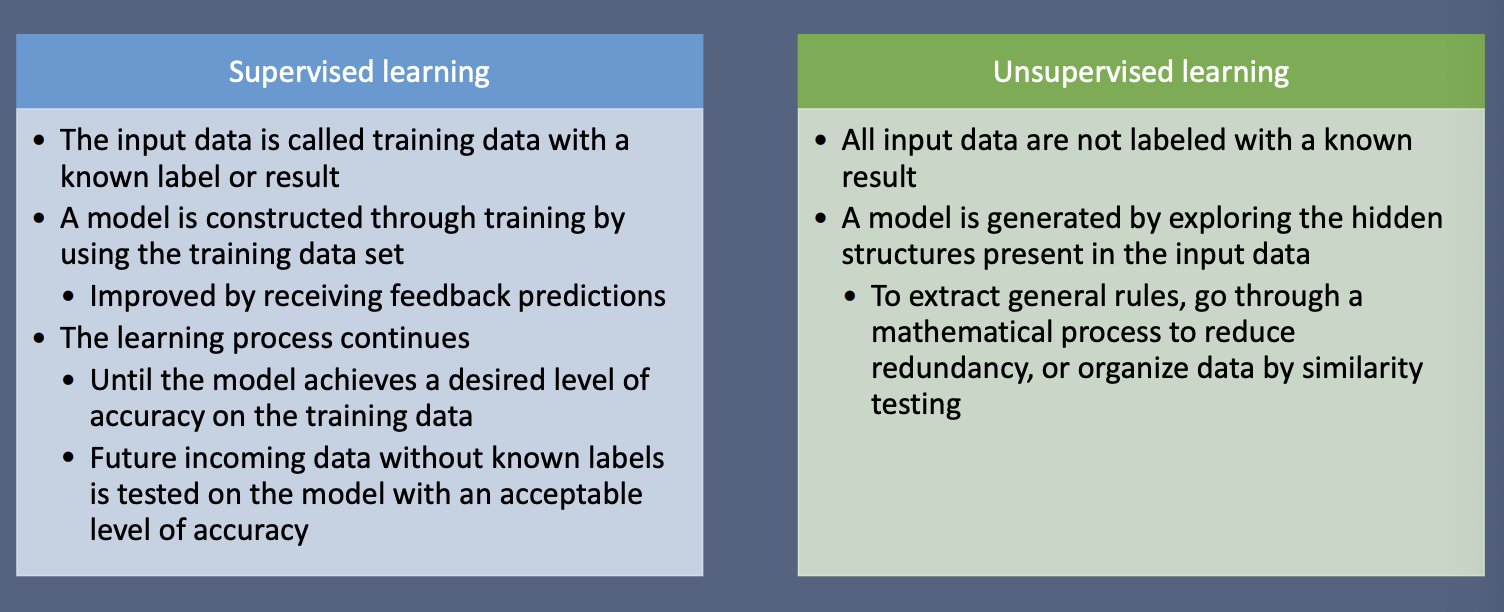 Supervised learning
• The input data is called training data with a
known label or result
• A model is constructed through training by
using the training data set
• Improved by receiving feedback predictions
• The learning process continues
• Until the model achieves a desired level of
accuracy on the training data
• Future incoming data without known labels
is tested on the model with an acceptable
level of accuracy
Unsupervised learning
• All input data are not labeled with a known
result
• A model is generated by exploring the hidden
structures present in the input data
• To extract general rules, go through a
mathematical process to reduce
redundancy, or organize data by similarity
testing